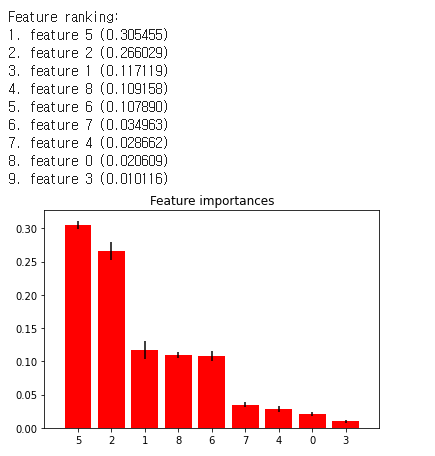 Feature ranking:
1. feature 5 (0.305455)
2. feature 2 (0.266029)
3. feature 1 (0.117119)
4. feature 8 (0.109158)
5. feature 6 (0.107890)
6. feature 7 (0.034963)
7. feature 4 (0.028662)
8. feature 0 (0.020609)
9. feature 3 (0.010116)
Feature importances
0.30
0.25
0.20
0.15
0.10
0.05
0.00
5 2 1 8 6 7 4 0 3